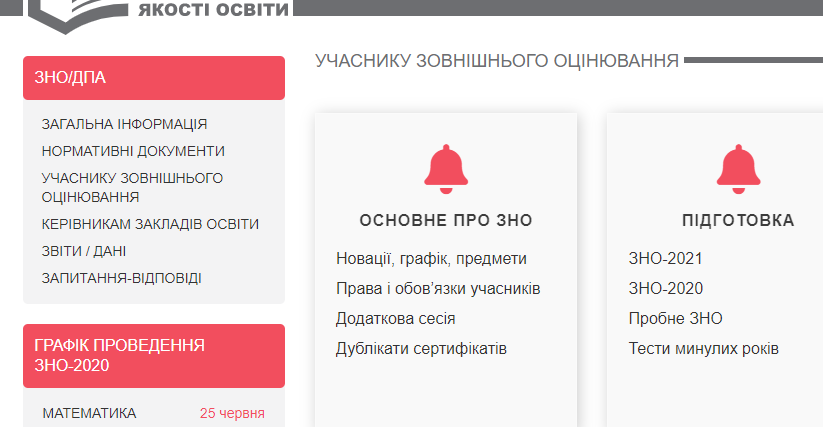 ЯКОСТІ ОСВІТИ
ЗНО/ДПА
ЗАГАЛЬНА ІНФОРМАЦІЯ
НОРМАТИВНІ ДОКУМЕНТИ
УЧАСНИКУ ЗОВНІШНЬОГО
ОЦІНЮВАННЯ
КЕРІВНИКАМ ЗАКЛАДІВ ОСВІТИ
ЗВІТИ / ДАНІ
ЗАПИТАННЯ-ВІДПОВІДІ
ГРАФІК ПРОВЕДЕННЯ
ЗНО-2020
МАТЕМАТИКА 25 червня
УЧАСНИКУ ЗОВНІШНЬОГО ОЦІНЮВАННЯ
ОСНОВНЕ ПРО ЗНО
Новації, графік, предмети
Права і обов’язки учасників
Додаткова сесія
Дублікати сертифікатів
ПІДГОТОВКА
ЗНО-2021
ЗНО-2020
Пробне ЗНО
Тести минулих років